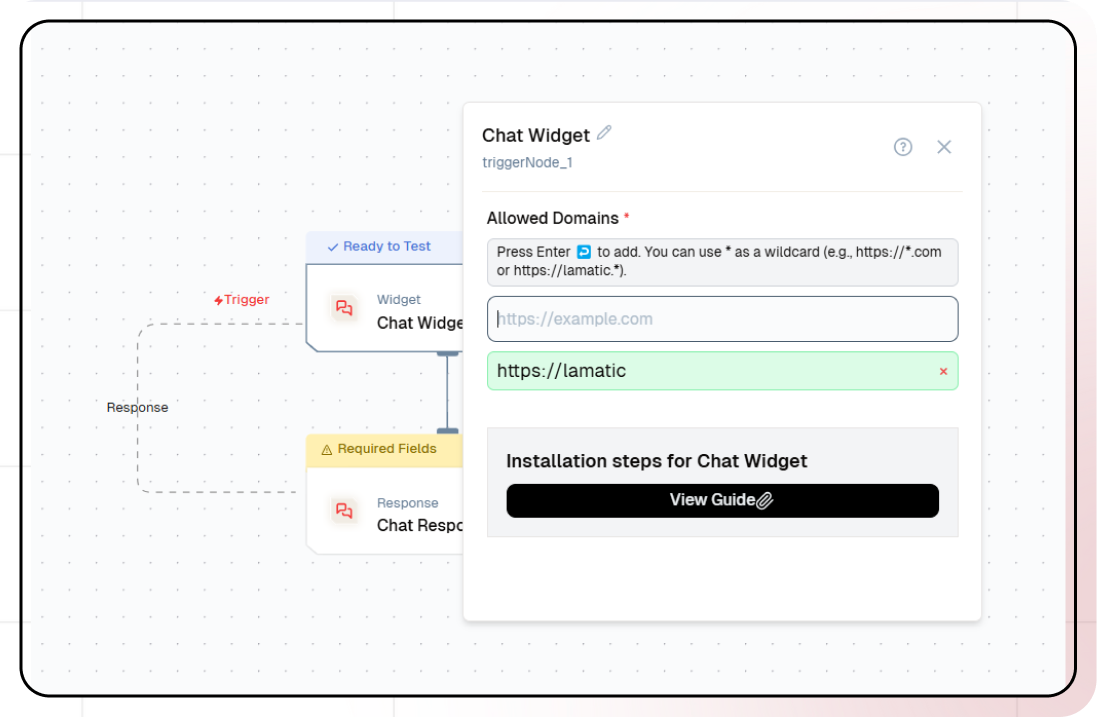 Chat Widget
triggerNode_1
Allowed Domains *
Press Enter to add. You can use * as a wildcard (e.g., https://*.com
or https://lamatic.*).
https://example.com
https://lamatic
×
Installation steps for Chat Widget
View Guide
Ready to Test
Trigger
Widget
Chat Widge
Response
Required Fields
Response
Chat Respo